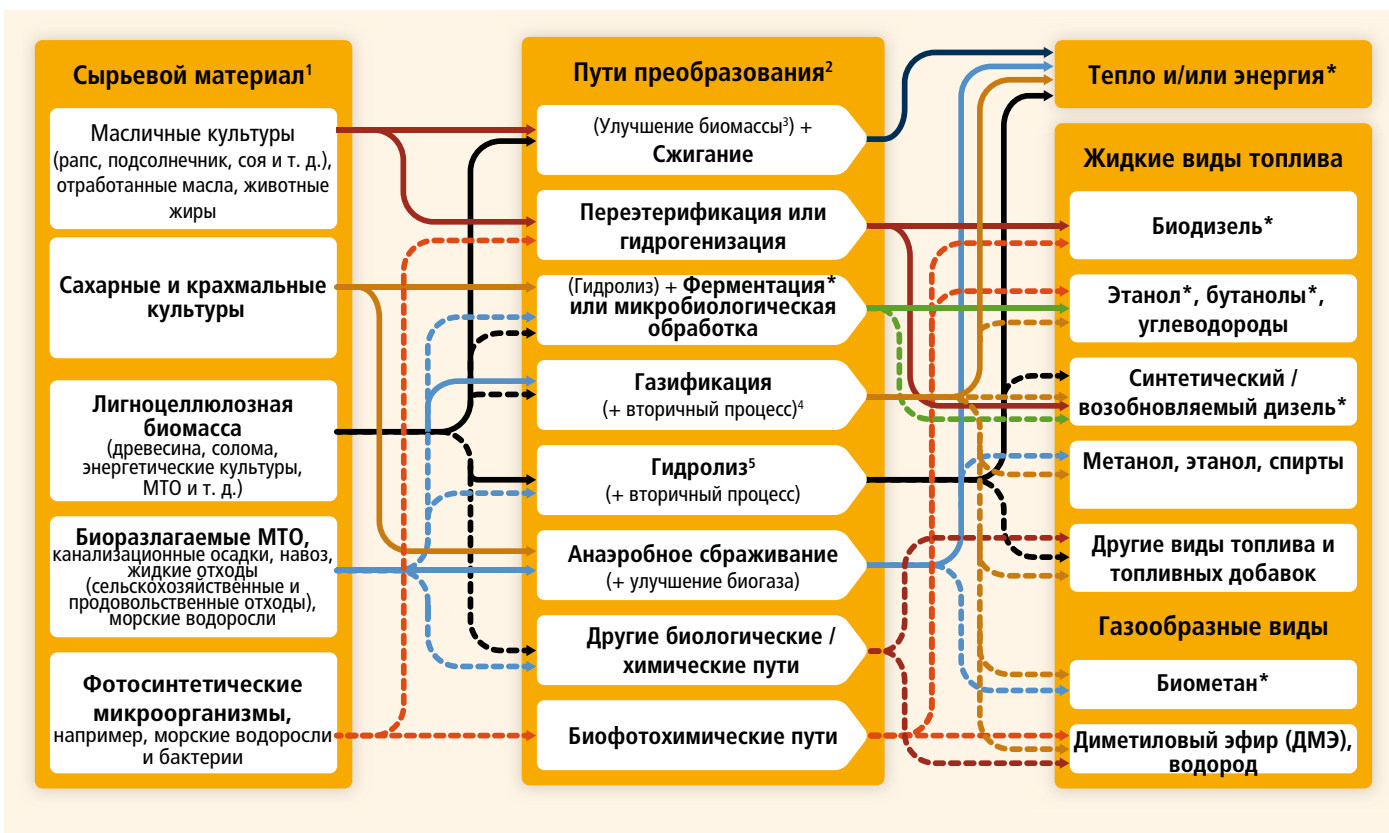 Сырьевой материал¹
Масличные культуры
(рапс, подсолнечник, соя и т. д.),
отработанные масла, животные
жиры
Сахарные и крахмальные
культуры
Лигноцеллюлозная
биомасса
(древесина, солома,
энергетические культуры,
МТО и т. д.)
Биоразлагаемые МТО,
канализационные осадки, навоз,
жидкие отходы
(сельскохозяйственные и
продовольственные отходы),
морские водоросли
Фотосинтетические
микроорганизмы,
например, морские водоросли
и бактерии
Пути преобразования²
(Улучшение биомассы³) +
Сжигание
Переэтерификация или
гидрогенизация
(Гидролиз) + Ферментация*
или микробиологическая
обработка
Газификация
(+ вторичный процесс)⁴
Гидролиз⁵
(+ вторичный процесс)
Анаэробное сбраживание
(+ улучшение биогаза)
Другие биологические /
химические пути
Биофотохимические пути
Тепло и/или энергия*
Жидкие виды топлива
Биодизель*
Этанол*, бутанолы*,
углеводороды
Синтетический /
возобновляемый дизель*
Метанол, этанол, спирты
Другие виды топлива и
топливных добавок
Газообразные виды
Биометан*
Диметиловый эфир (ДМЭ),
водород